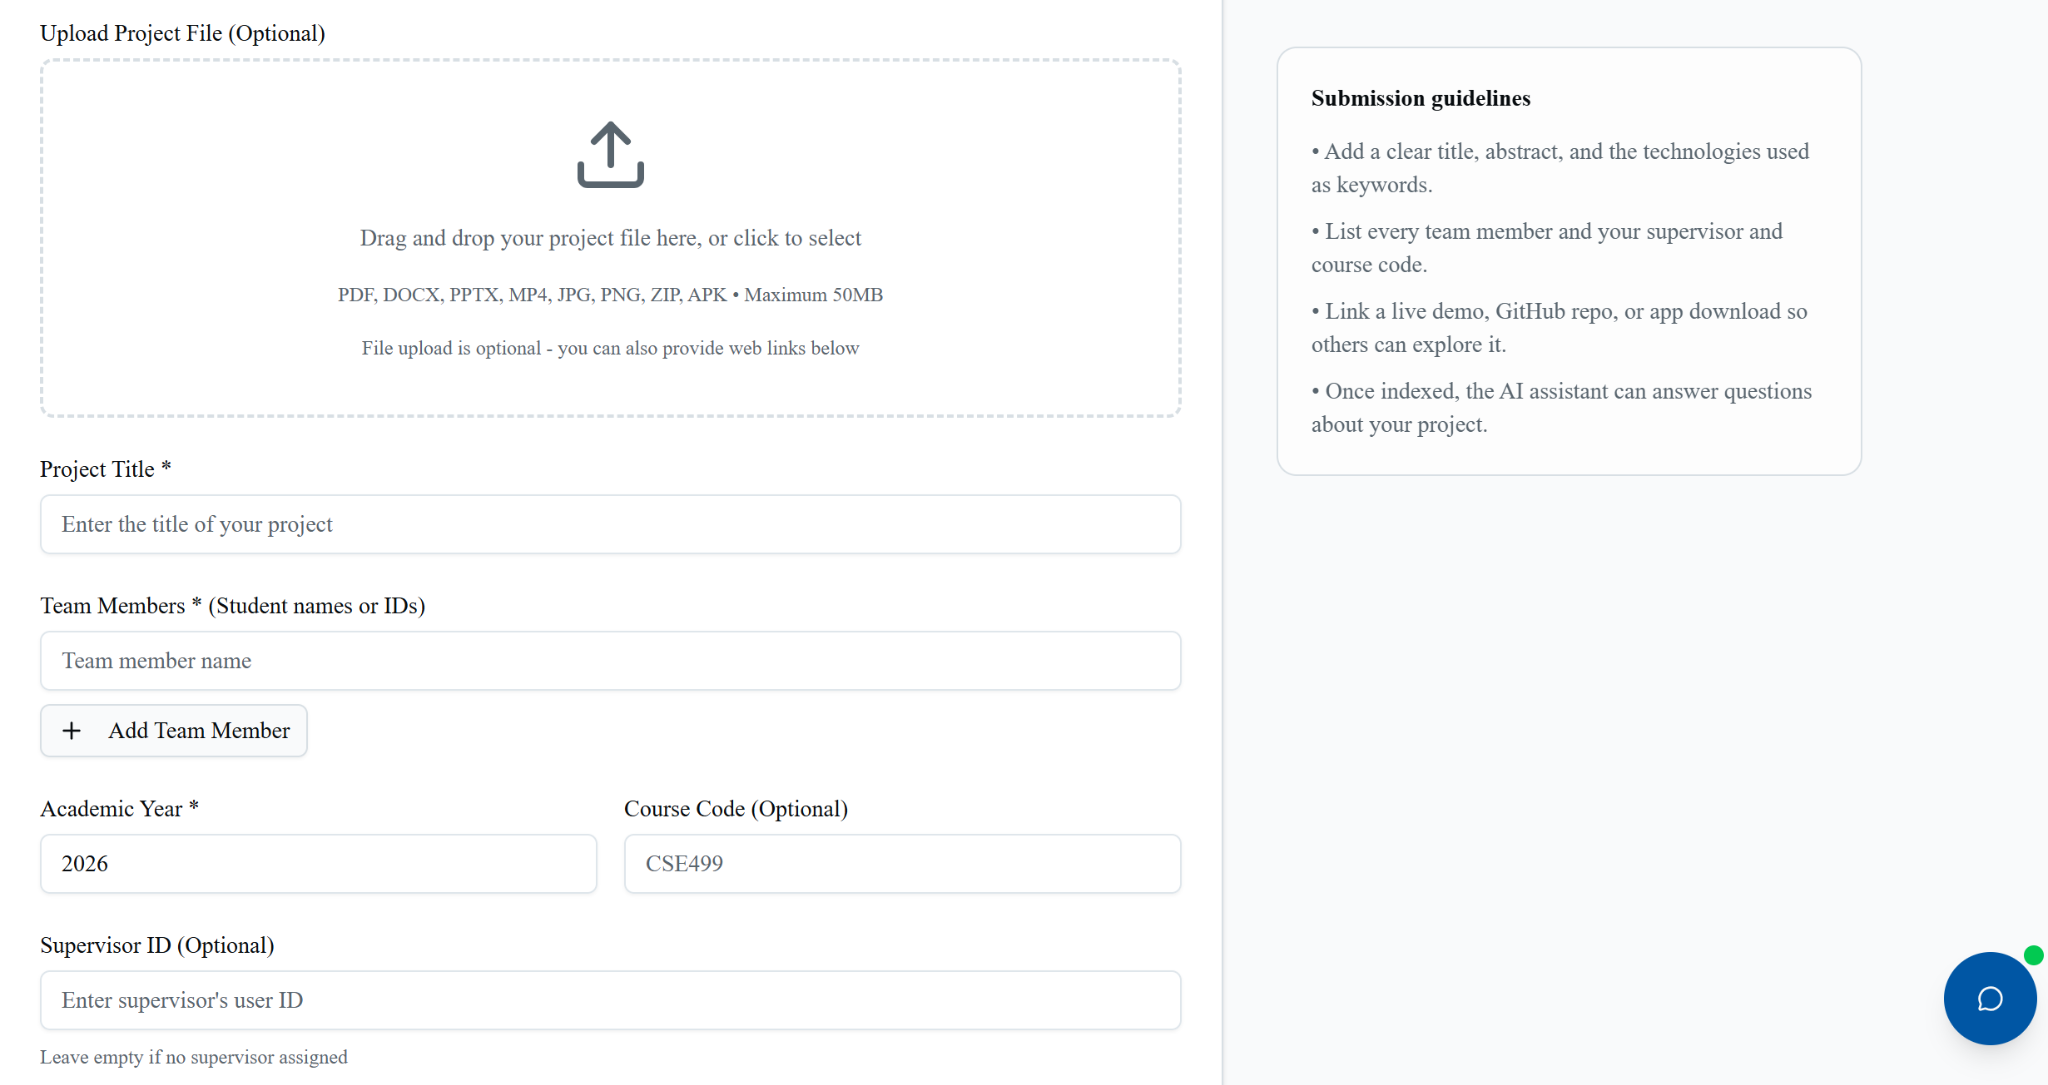 Upload Project File (Optional)
Drag and drop your project file here, or click to select
PDF, DOCX, PPTX, MP4, JPG, PNG, ZIP, APK • Maximum 50MB
File upload is optional - you can also provide web links below
Project Title *
Enter the title of your project
Team Members * (Student names or IDs)
Team member name
Add Team Member
Academic Year *
2026
Course Code (Optional)
CSE499
Supervisor ID (Optional)
Enter supervisor's user ID
Leave empty if no supervisor assigned
Submission guidelines
• Add a clear title, abstract, and the technologies used
as keywords.
• List every team member and your supervisor and
course code.
• Link a live demo, GitHub repo, or app download so
others can explore it.
• Once indexed, the AI assistant can answer questions
about your project.